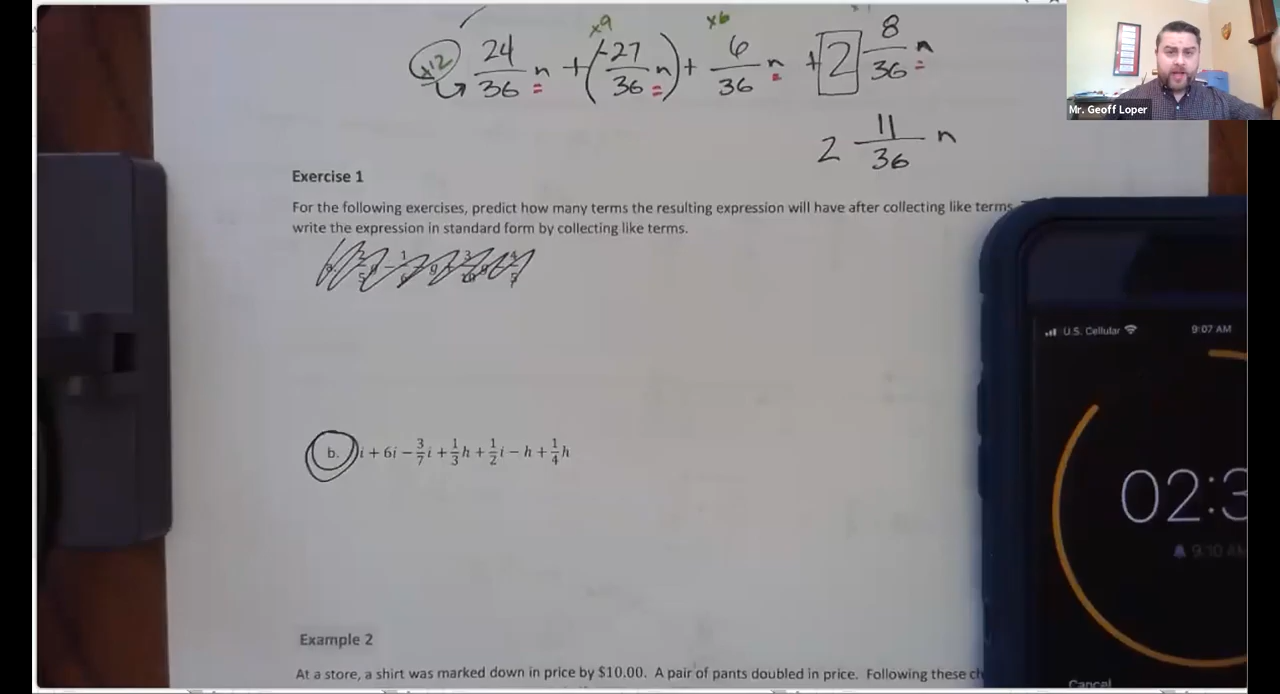 x9 x6
x12 24/36 n + (-27/36 n) + 6/36 n + 2 8/36 n
2 11/36 n
Mr. Geoff Loper
Exercise 1
For the following exercises, predict how many terms the resulting expression will have after collecting like terms.
write the expression in standard form by collecting like terms.
b. i + 6i − 3/7 i + 1/3 h + 1/2 i − h + 1/4 h
U.S. Cellular 9:07 AM
02:3
9:10 AM
Cancel
Example 2
At a store, a shirt was marked down in price by $10.00. A pair of pants doubled in price. Following these